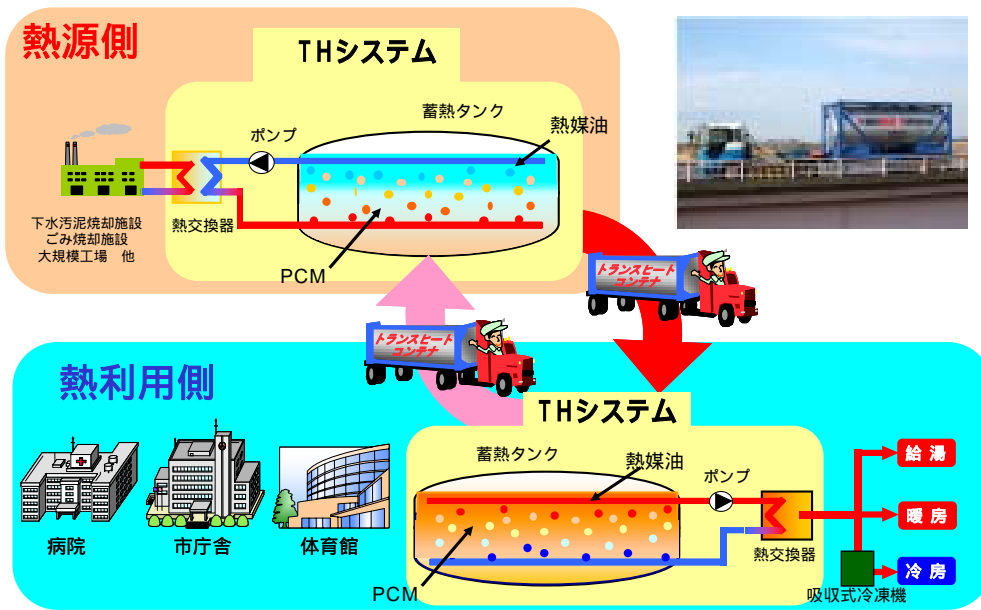 熱源側
THシステム
蓄熱タンク
ポンプ
熱媒油
下水汚泥焼却施設
ごみ焼却施設
大規模工場 他
熱交換器
PCM
トランスヒート
コンテナ
トランスヒート
コンテナ
熱利用側
THシステム
蓄熱タンク
熱媒油
ポンプ
給湯
暖房
冷房
病院
市庁舎
体育館
熱交換器
PCM
吸収式冷凍機